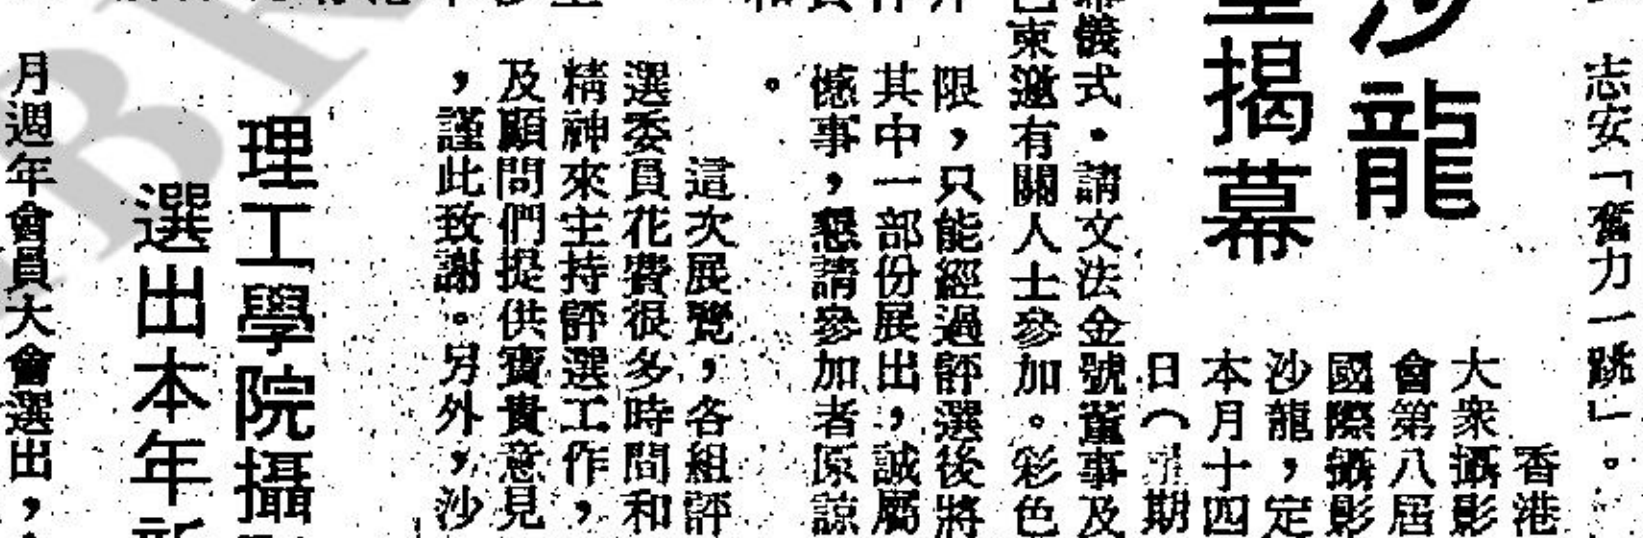 志安「奮力一跳」。
沙龍
揭幕
香港
大衆攝影
會第八屆
國際攝影
沙龍，定
本月十四
日（星期
儀式。請文法金號董事及
柬邀有關人士參加。彩色
限，只能經過評選後將
其中一部份展出，誠屬
憾事，懇請參加者原諒
。
這次展覽，各組評
選委員花費很多時間和
精神來主持評選工作，
及顧問們提供寶貴意見
，謹此致謝。另外，沙
理工學院攝
選出本年
月週年會員大會選出，